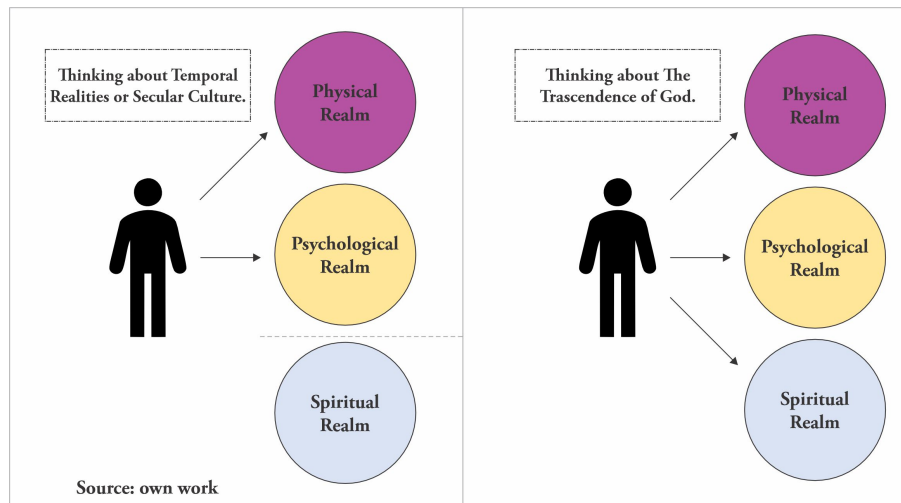 Thinking about Temporal
Realities or Secular Culture.
Physical
Realm
Psychological
Realm
Spiritual
Realm
Source: own work
Thinking about The
Trascendence of God.
Physical
Realm
Psychological
Realm
Spiritual
Realm